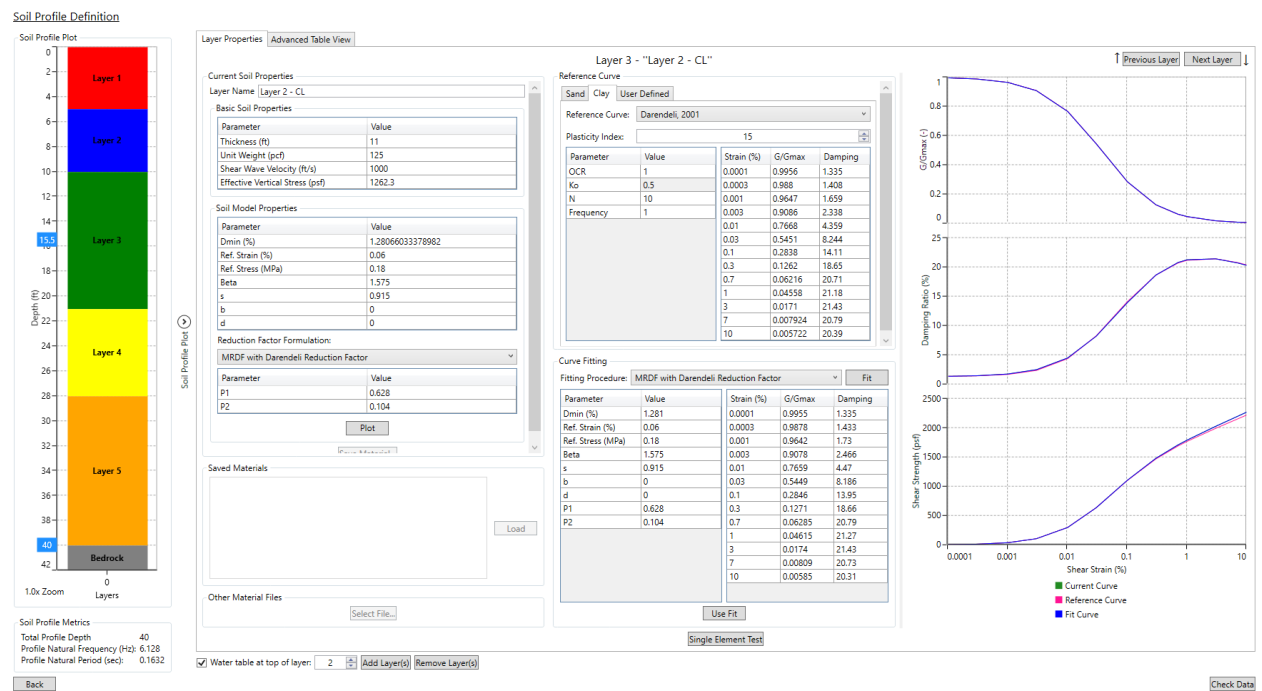 Soil Profile Definition
Soil Profile Plot
0
2
4
6
8
10
12
14
15.5
18
20
22
24
26
28
30
32
34
36
38
40
42
Depth (ft)
Layer 1
Layer 2
Layer 3
Layer 4
Layer 5
Bedrock
0
1.0x Zoom
Layers
Soil Profile Metrics
Total Profile Depth 40
Profile Natural Frequency (Hz): 6.128
Profile Natural Period (sec): 0.1632
Back
Soil Profile Plot
Layer Properties Advanced Table View
Layer 3 - "Layer 2 - CL"
Previous Layer Next Layer
Current Soil Properties
Layer Name Layer 2 - CL
Basic Soil Properties
Parameter Value
Thickness (ft) 11
Unit Weight (pcf) 125
Shear Wave Velocity (ft/s) 1000
Effective Vertical Stress (psf) 1262.3
Soil Model Properties
Parameter Value
Dmin (%) 1.28066033378982
Ref. Strain (%) 0.06
Ref. Stress (MPa) 0.18
Beta 1.575
s 0.915
b 0
d 0
Reduction Factor Formulation:
MRDF with Darendeli Reduction Factor
Parameter Value
P1 0.628
P2 0.104
Plot
Save Material...
Saved Materials
Load
Other Material Files
Select File...
Reference Curve
Sand Clay User Defined
Reference Curve: Darendeli, 2001
Plasticity Index: 15
Parameter Value
OCR 1
Ko 0.5
N 10
Frequency 1
Strain (%) G/Gmax Damping
0.0001 0.9956 1.335
0.0003 0.988 1.408
0.001 0.9647 1.659
0.003 0.9086 2.338
0.01 0.7668 4.359
0.03 0.5451 8.244
0.1 0.2838 14.11
0.3 0.1262 18.65
0.7 0.06216 20.71
1 0.04558 21.18
3 0.0171 21.43
7 0.007924 20.79
10 0.005722 20.39
Curve Fitting
Fitting Procedure: MRDF with Darendeli Reduction Factor Fit
Parameter Value
Dmin (%) 1.281
Ref. Strain (%) 0.06
Ref. Stress (MPa) 0.18
Beta 1.575
s 0.915
b 0
d 0
P1 0.628
P2 0.104
Strain (%) G/Gmax Damping
0.0001 0.9955 1.335
0.0003 0.9878 1.433
0.001 0.9642 1.73
0.003 0.9078 2.466
0.01 0.7659 4.47
0.03 0.5449 8.186
0.1 0.2846 13.95
0.3 0.1271 18.66
0.7 0.06285 20.79
1 0.04615 21.27
3 0.0174 21.43
7 0.00809 20.73
10 0.00585 20.31
Use Fit
Single Element Test
G/Gmax (-)
1
0.8
0.6
0.4
0.2
0
Damping Ratio (%)
25
20
15
10
5
0
Shear Strength (psf)
2500
2000
1500
1000
500
0
0.0001 0.001 0.01 0.1 1 10
Shear Strain (%)
Current Curve
Reference Curve
Fit Curve
Water table at top of layer: 2 Add Layer(s) Remove Layer(s)
Check Data